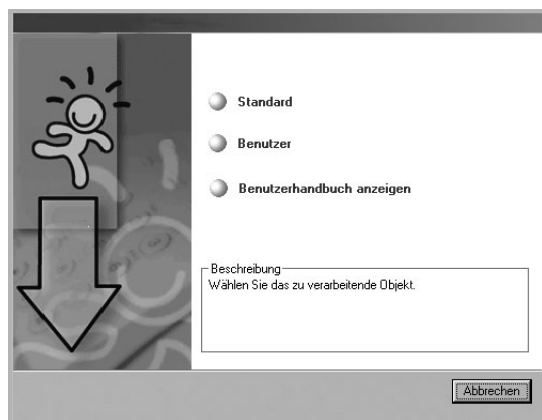 Standard
Benutzer
Benutzerhandbuch anzeigen
Beschreibung
Wählen Sie das zu verarbeitende Objekt.
Abbrechen